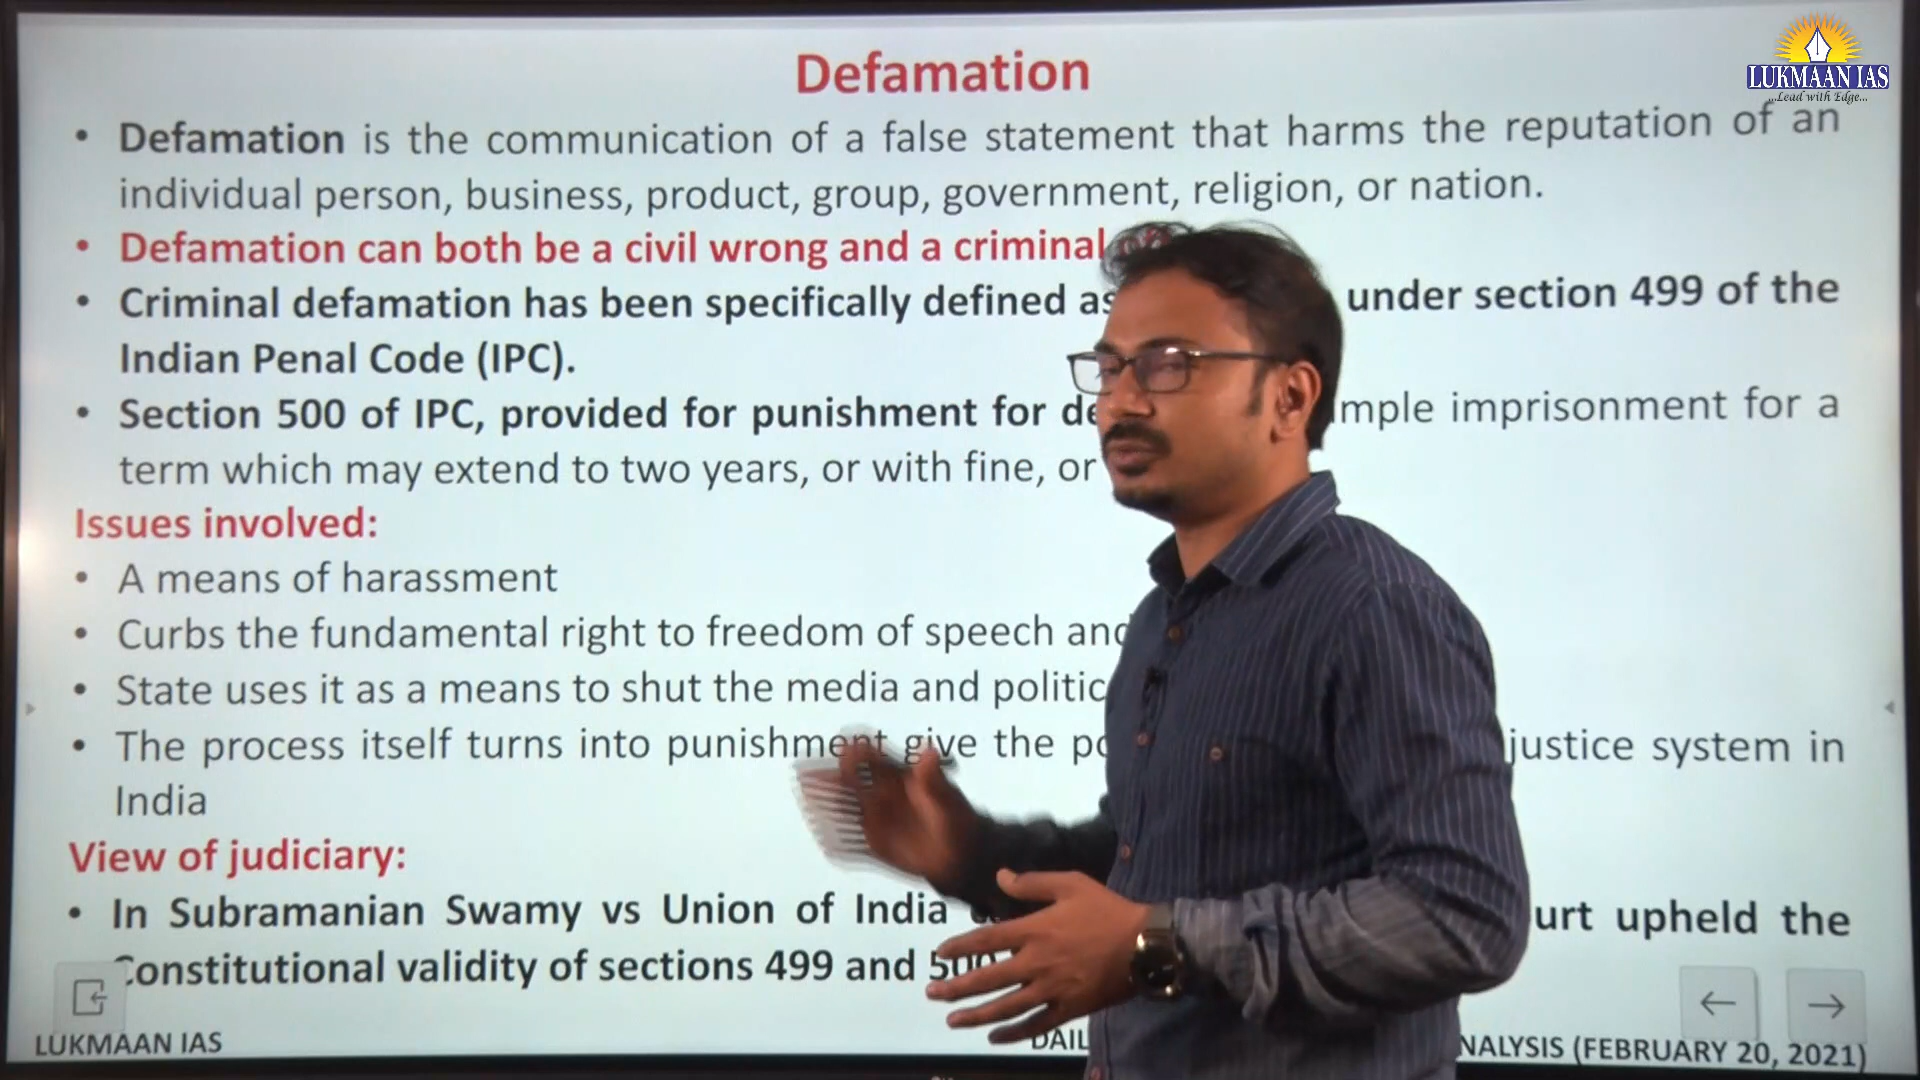 LUKMAAN IAS
...Lead with Edge...
Defamation
• Defamation is the communication of a false statement that harms the reputation of an
individual person, business, product, group, government, religion, or nation.
• Defamation can both be a civil wrong and a criminal
• Criminal defamation has been specifically defined as under section 499 of the
Indian Penal Code (IPC).
• Section 500 of IPC, provided for punishment for imprisonment for a
term which may extend to two years, or with fine, or
Issues involved:
• A means of harassment
• Curbs the fundamental right to freedom of speech and
• State uses it as a means to shut the media and
• The process itself turns into punishment give the justice system in
India
View of judiciary:
• In Subramanian Swamy vs Union of India upheld the
Constitutional validity of sections 499 and 500
LUKMAAN IAS (FEBRUARY 20, 2021)